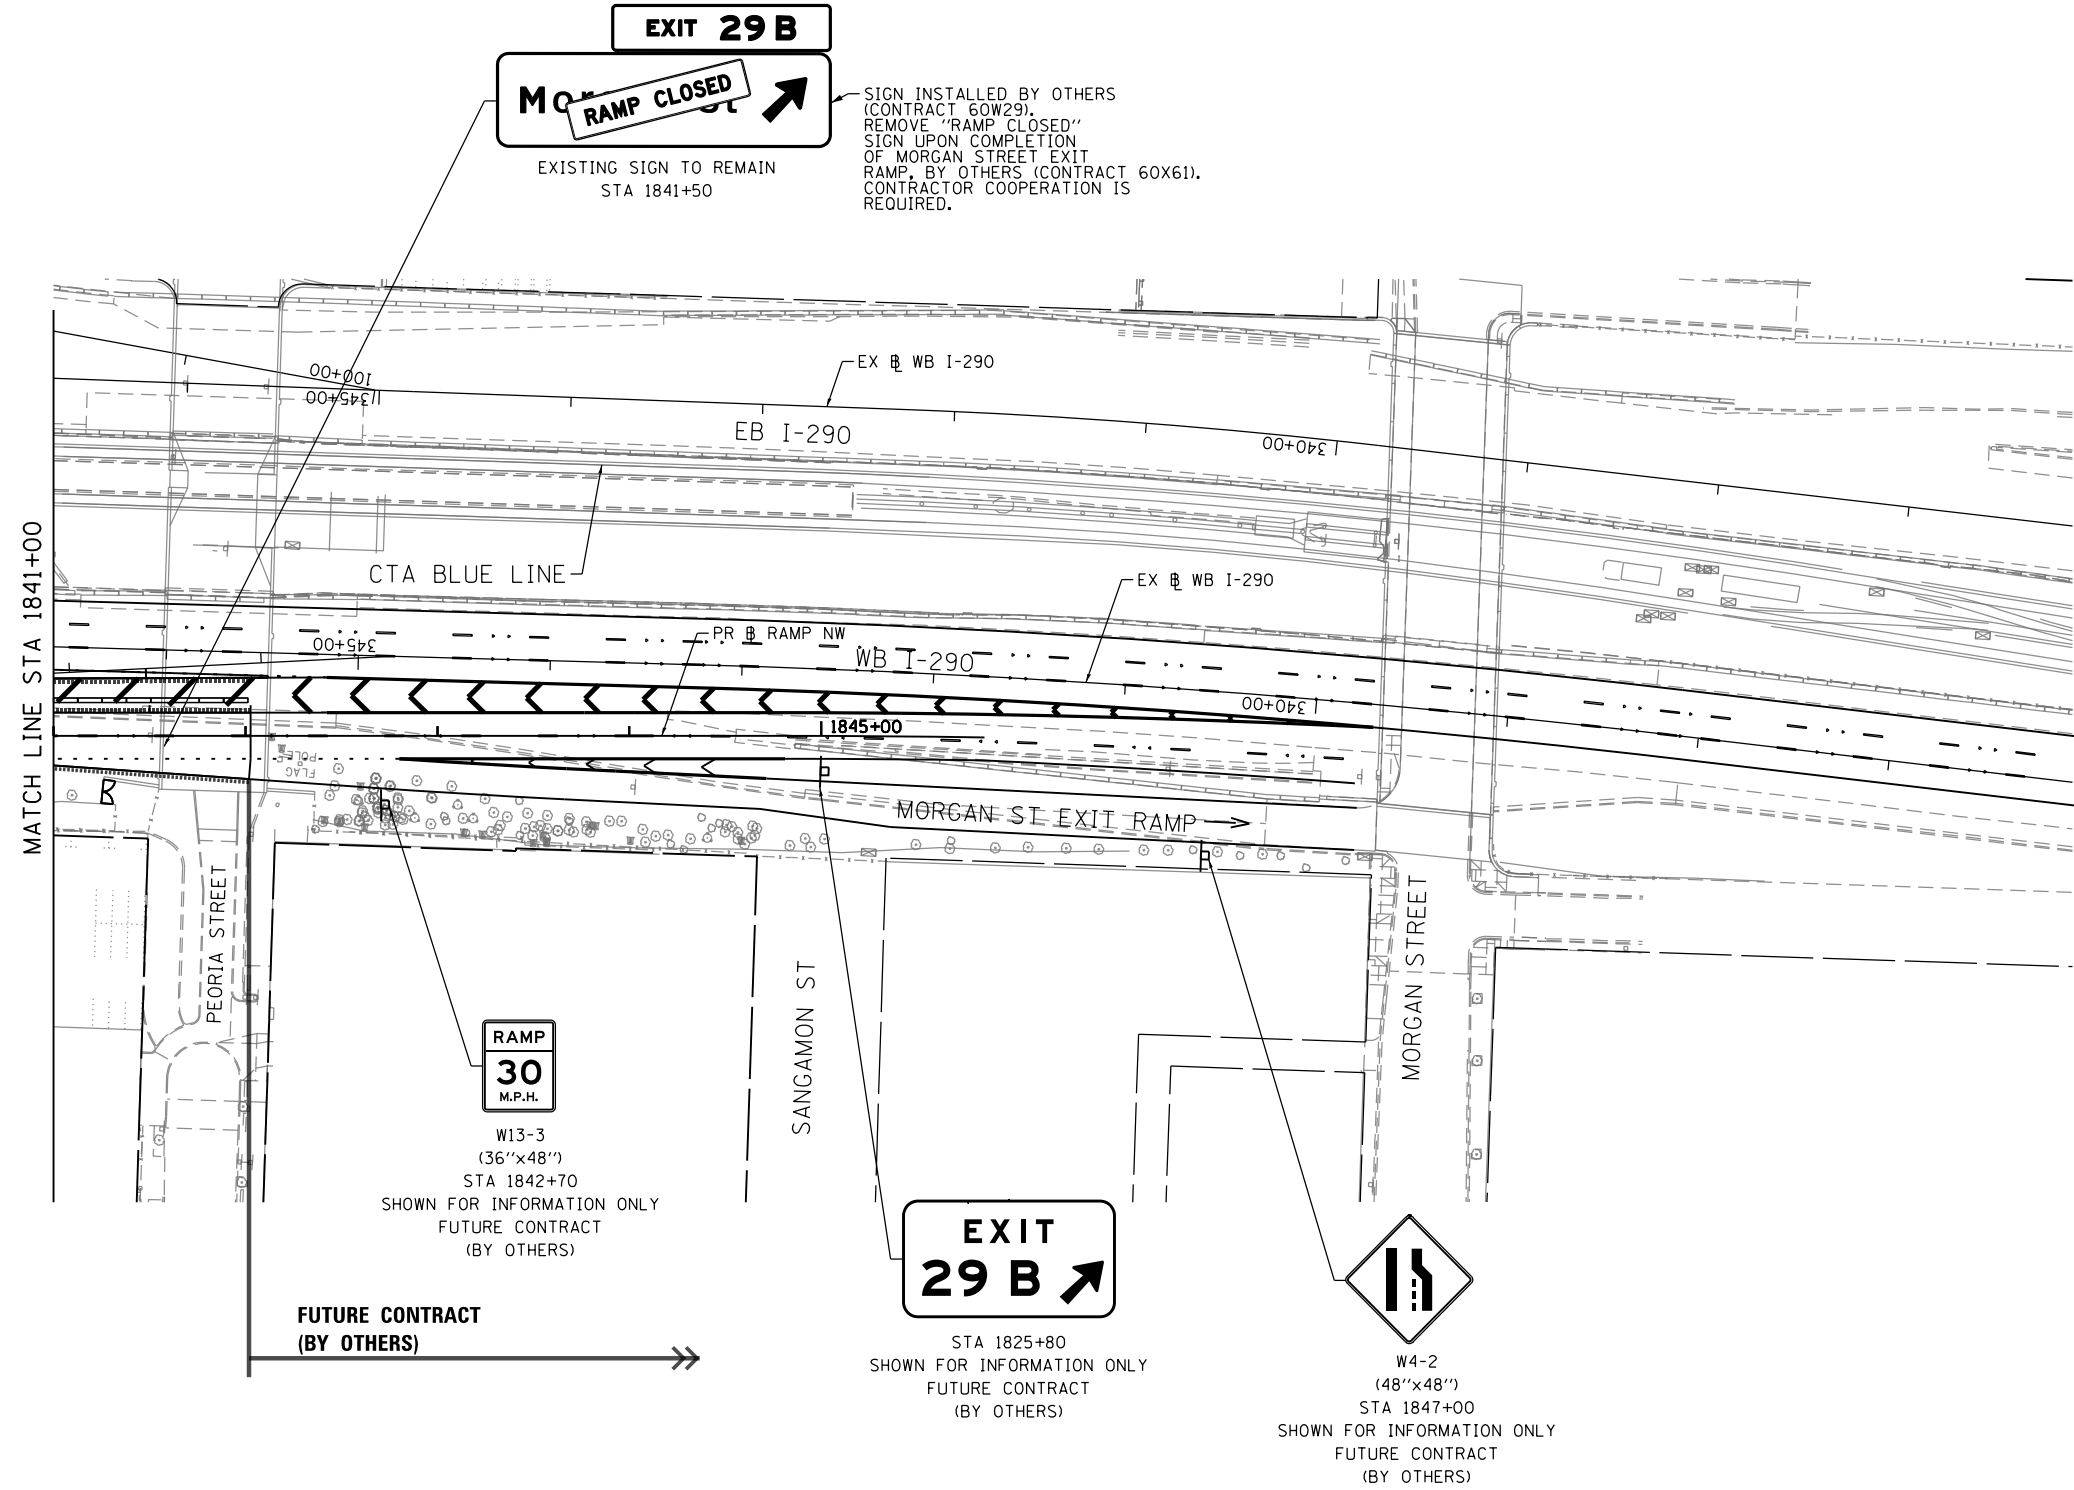 EXIT 29 B
Mor st
RAMP CLOSED
EXISTING SIGN TO REMAIN
STA 1841+50
SIGN INSTALLED BY OTHERS
(CONTRACT 60W29).
REMOVE "RAMP CLOSED"
SIGN UPON COMPLETION
OF MORGAN STREET EXIT
RAMP, BY OTHERS (CONTRACT 60X61).
CONTRACTOR COOPERATION IS
REQUIRED.
100+00
345+00
EX B WB I-290
EB I-290
340+00
MATCH LINE STA 1841+00
CTA BLUE LINE
EX B WB I-290
PR B RAMP NW
345+00
WB I-290
340+00
1845+00
FLAG
POLE
MORGAN ST EXIT RAMP
PEORIA STREET
SANGAMON ST
MORGAN STREET
RAMP
30
M.P.H.
W13-3
(36"x48")
STA 1842+70
SHOWN FOR INFORMATION ONLY
FUTURE CONTRACT
(BY OTHERS)
FUTURE CONTRACT
(BY OTHERS)
EXIT
29 B
STA 1825+80
SHOWN FOR INFORMATION ONLY
FUTURE CONTRACT
(BY OTHERS)
W4-2
(48"x48")
STA 1847+00
SHOWN FOR INFORMATION ONLY
FUTURE CONTRACT
(BY OTHERS)